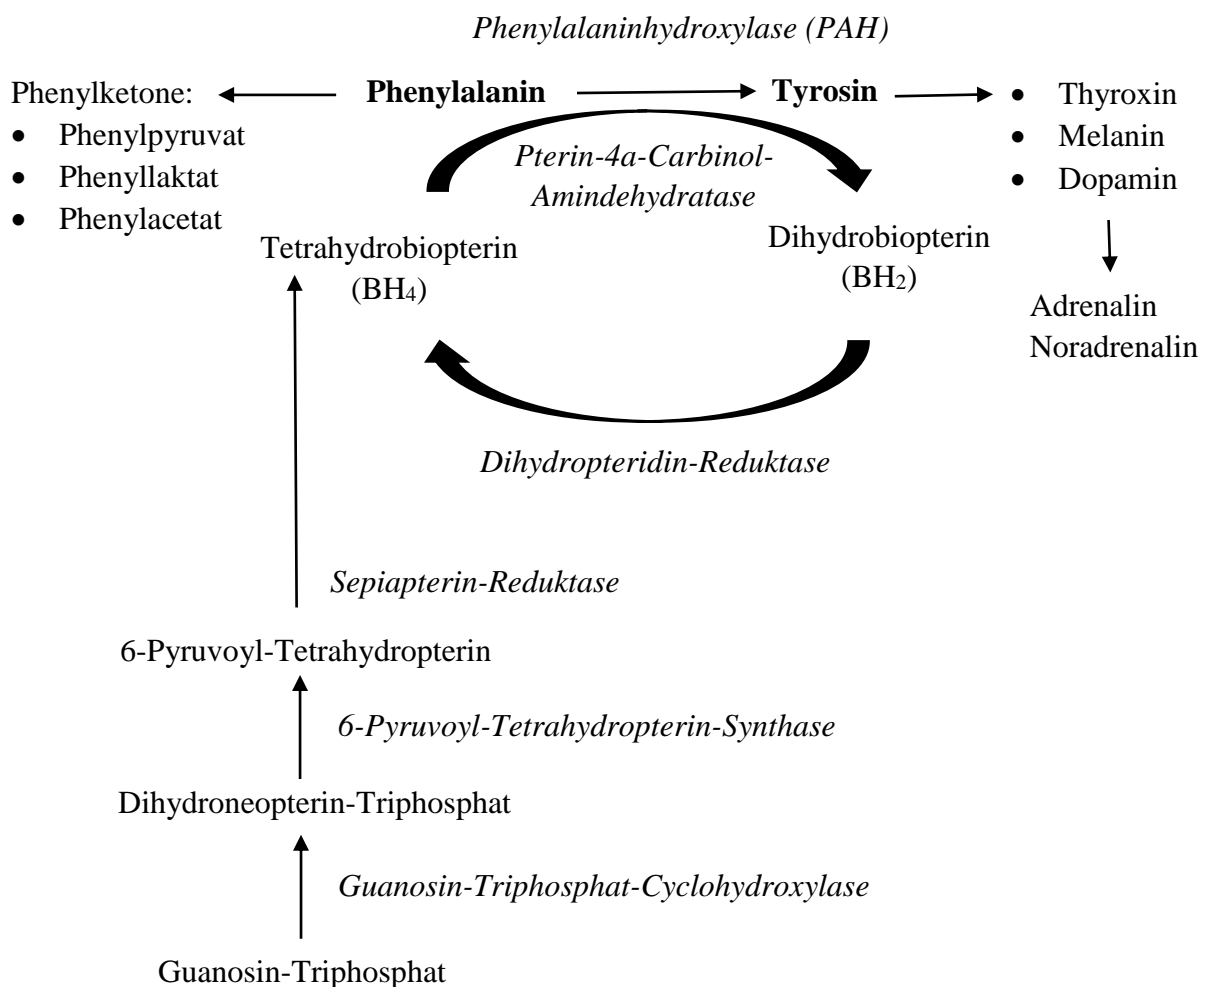 Phenylalaninhydroxylase (PAH)
Phenylketone:
• Phenylpyruvat
• Phenyllaktat
• Phenylacetat
Phenylalanin
Tyrosin
• Thyroxin
• Melanin
• Dopamin
Pterin-4a-Carbinol-
Amindehydratase
Tetrahydrobiopterin
(BH4)
Dihydrobiopterin
(BH2)
Adrenalin
Noradrenalin
Dihydropteridin-Reduktase
Sepiapterin-Reduktase
6-Pyruvoyl-Tetrahydropterin
6-Pyruvoyl-Tetrahydropterin-Synthase
Dihydroneopterin-Triphosphat
Guanosin-Triphosphat-Cyclohydroxylase
Guanosin-Triphosphat